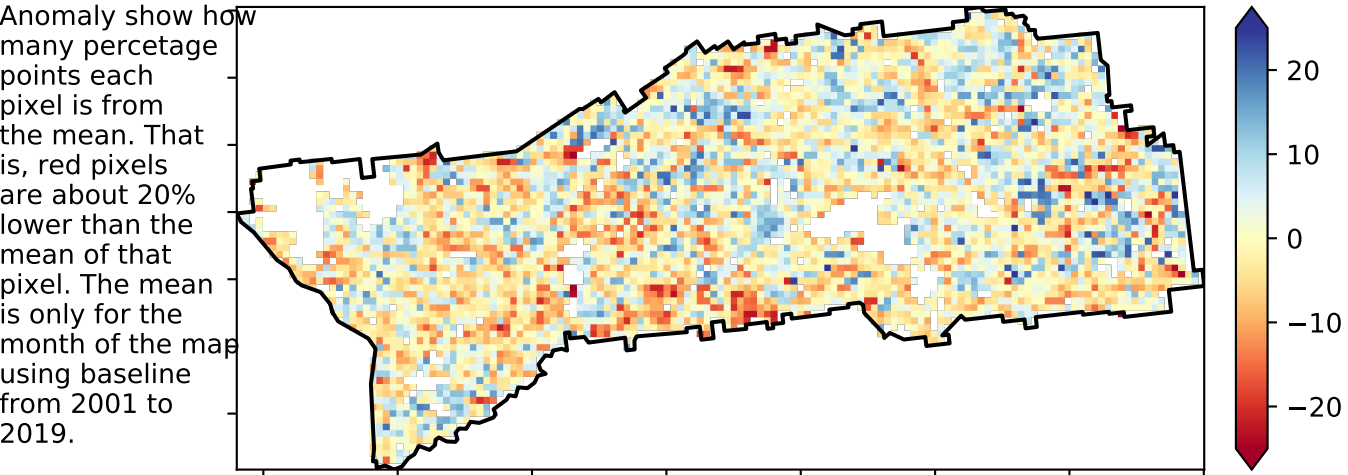 Anomaly show how
many percetage
points each
pixel is from
the mean. That
is, red pixels
are about 20%
lower than the
mean of that
pixel. The mean
is only for the
month of the map
using baseline
from 2001 to
2019.
20
10
0
−10
−20